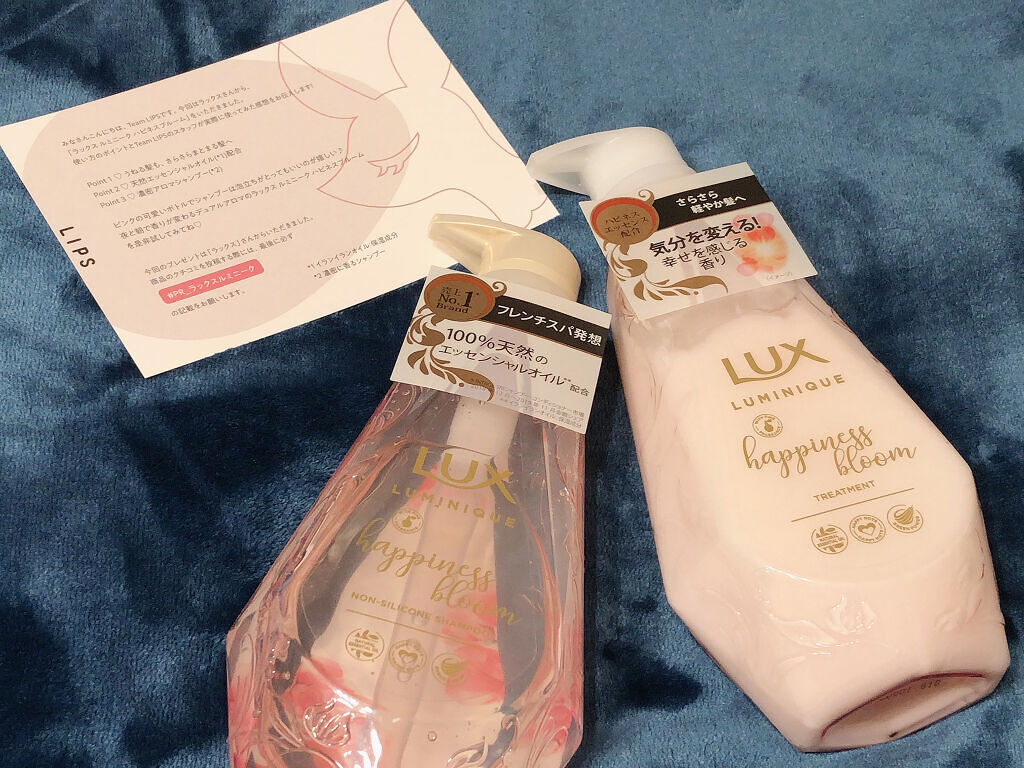 みなさんこんにちは、Team LIPSです。今回はラックスさんから、
「ラックス ルミニーク ハピネスブルーム」をいただきました。
使い方のポイントとTeam LIPSのスタッフが実際に使ってみた感想をお伝えします!
Point 1 ♡ うねる髪も、さらさらまとまる髪へ
Point 2 ♡ 天然エッセンシャルオイル(*1)配合
Point 3 ♡ 濃密アロマシャンプー(*2)
ピンクの可愛いボトルでシャンプーは泡立ちがとってもいいのが嬉しい♪
夜と朝で香りが変わるデュアルアロマのラックス ルミニーク ハピネスブルーム
を是非試してみてね♡
今回のプレゼントは「ラックス」さんからいただきました。
商品のクチコミを投稿する際には、最後に必ず
#PR_ラックスルミニーク
の記載をお願いします。
*1 イランイランオイル・保湿成分
*2 濃密に香るシャンプー
LIPS
売上
No.1
Brand
フレンチスパ発想
100%天然の
エッセンシャルオイル**配合
LUX
LUMINIQUE
happiness
bloom
NON-SILICONE SHAMPOO
NATURAL
ESSENTIAL OIL
ハピネス
エッセンス
配合
さらさら
軽やか髪へ
気分を変える!
幸せを感じる
香り
(イメージ)
LUX
LUMINIQUE
happiness
bloom
TREATMENT
NATURAL
ESSENTIAL OIL